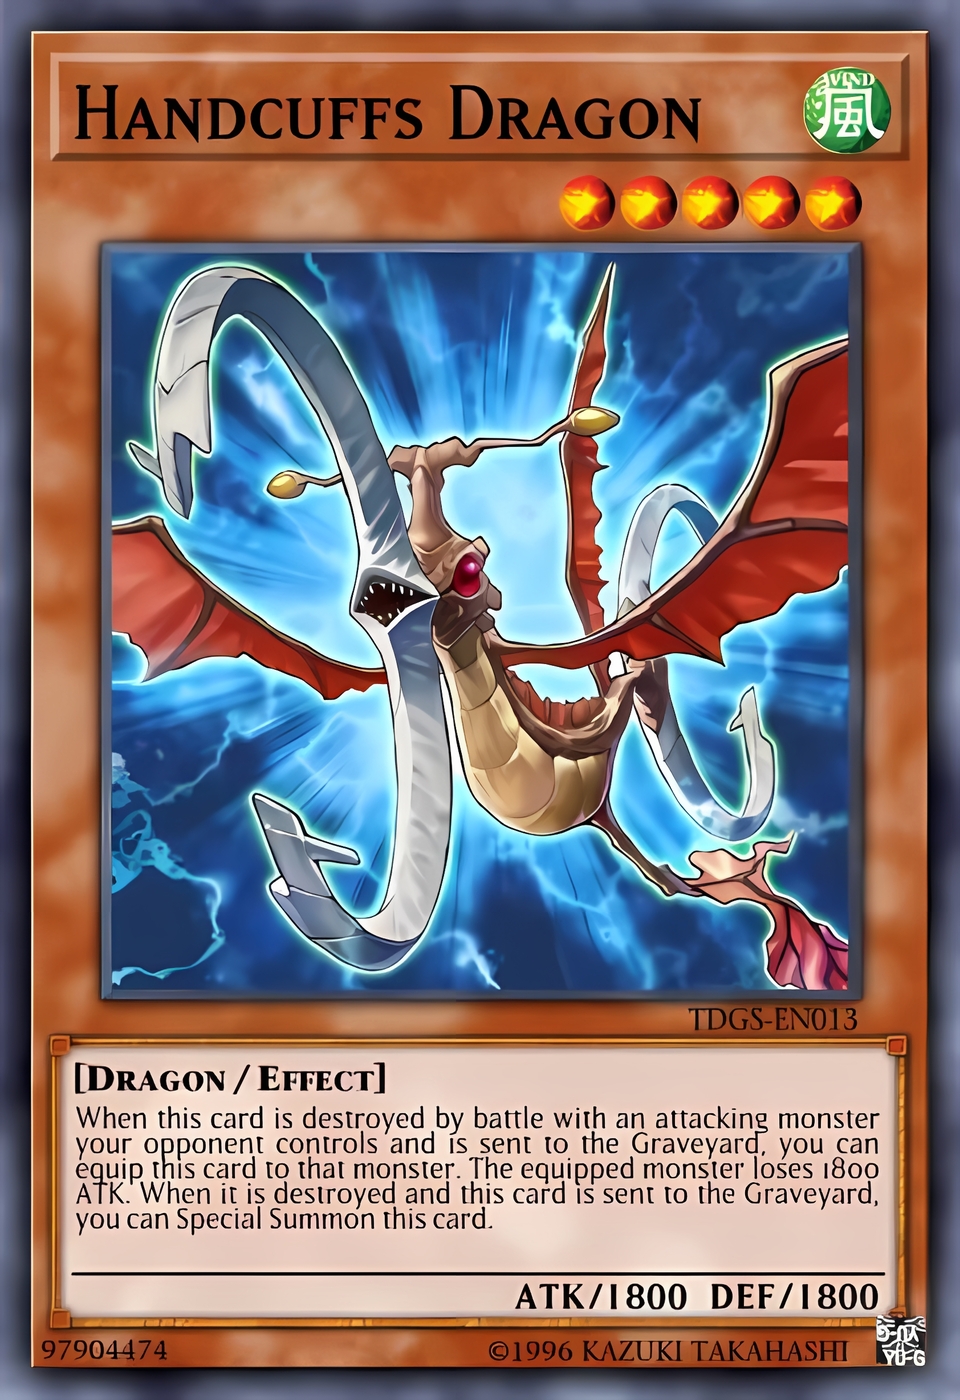 HANDCUFFS DRAGON
WIND
風
TDGS-EN013
[DRAGON / EFFECT]
When this card is destroyed by battle with an attacking monster
your opponent controls and is sent to the Graveyard, you can
equip this card to that monster. The equipped monster loses 1800
ATK. When it is destroyed and this card is sent to the Graveyard,
you can Special Summon this card.
ATK/1800 DEF/1800
97904474 ©1996 KAZUKI TAKAHASHI